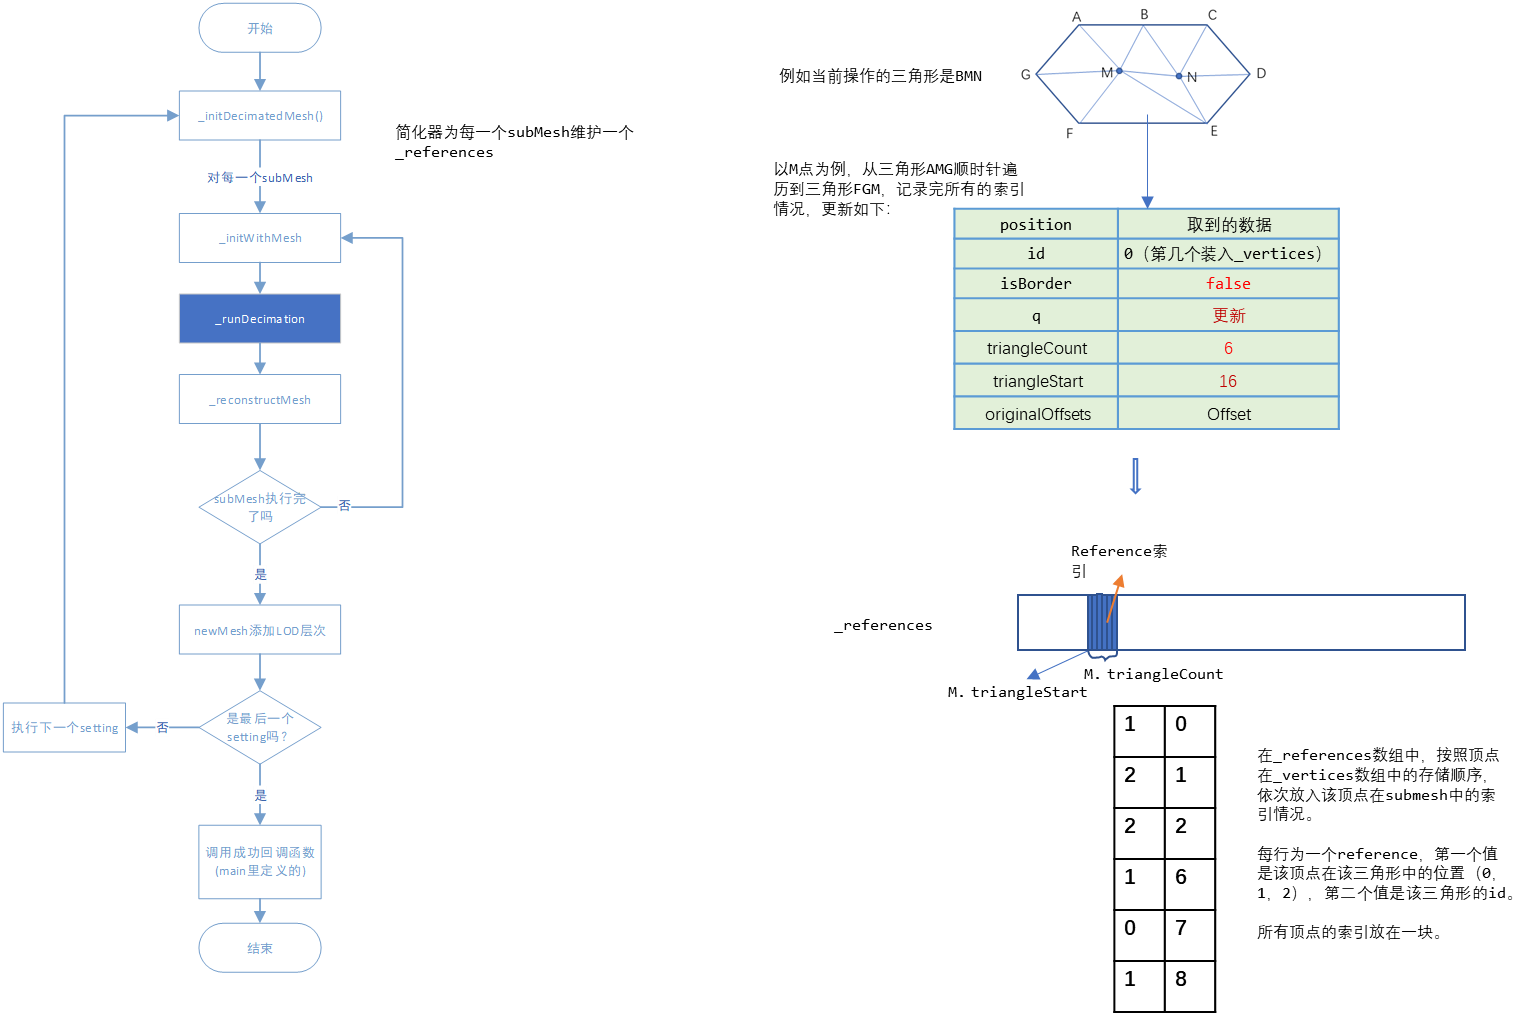 开始
_initDecimatedMesh()
对每一个subMesh
_initWithMesh
_runDecimation
_reconstructMesh
subMesh执行完
了吗
否
是
newMesh添加LOD层次
是最后一个
setting吗？
否
执行下一个setting
是
调用成功回调函数
(main里定义的)
结束
简化器为每一个subMesh维护一个
_references
例如当前操作的三角形是BMN
A
B
C
G
M
N
D
F
E
以M点为例，从三角形AMG顺时针遍
历到三角形FGM，记录完所有的索引
情况，更新如下：
position 取到的数据
id 0（第几个装入_vertices）
isBorder false
q 更新
triangleCount 6
triangleStart 16
originalOffsets Offset
Reference索
引
_references
M.triangleStart
M.triangleCount
1 0
2 1
2 2
1 6
0 7
1 8
在_references数组中，按照顶点
在_vertices数组中的存储顺序，
依次放入该顶点在submesh中的索
引情况。
每行为一个reference，第一个值
是该顶点在该三角形中的位置（0，
1，2），第二个值是该三角形的id。
所有顶点的索引放在一块。